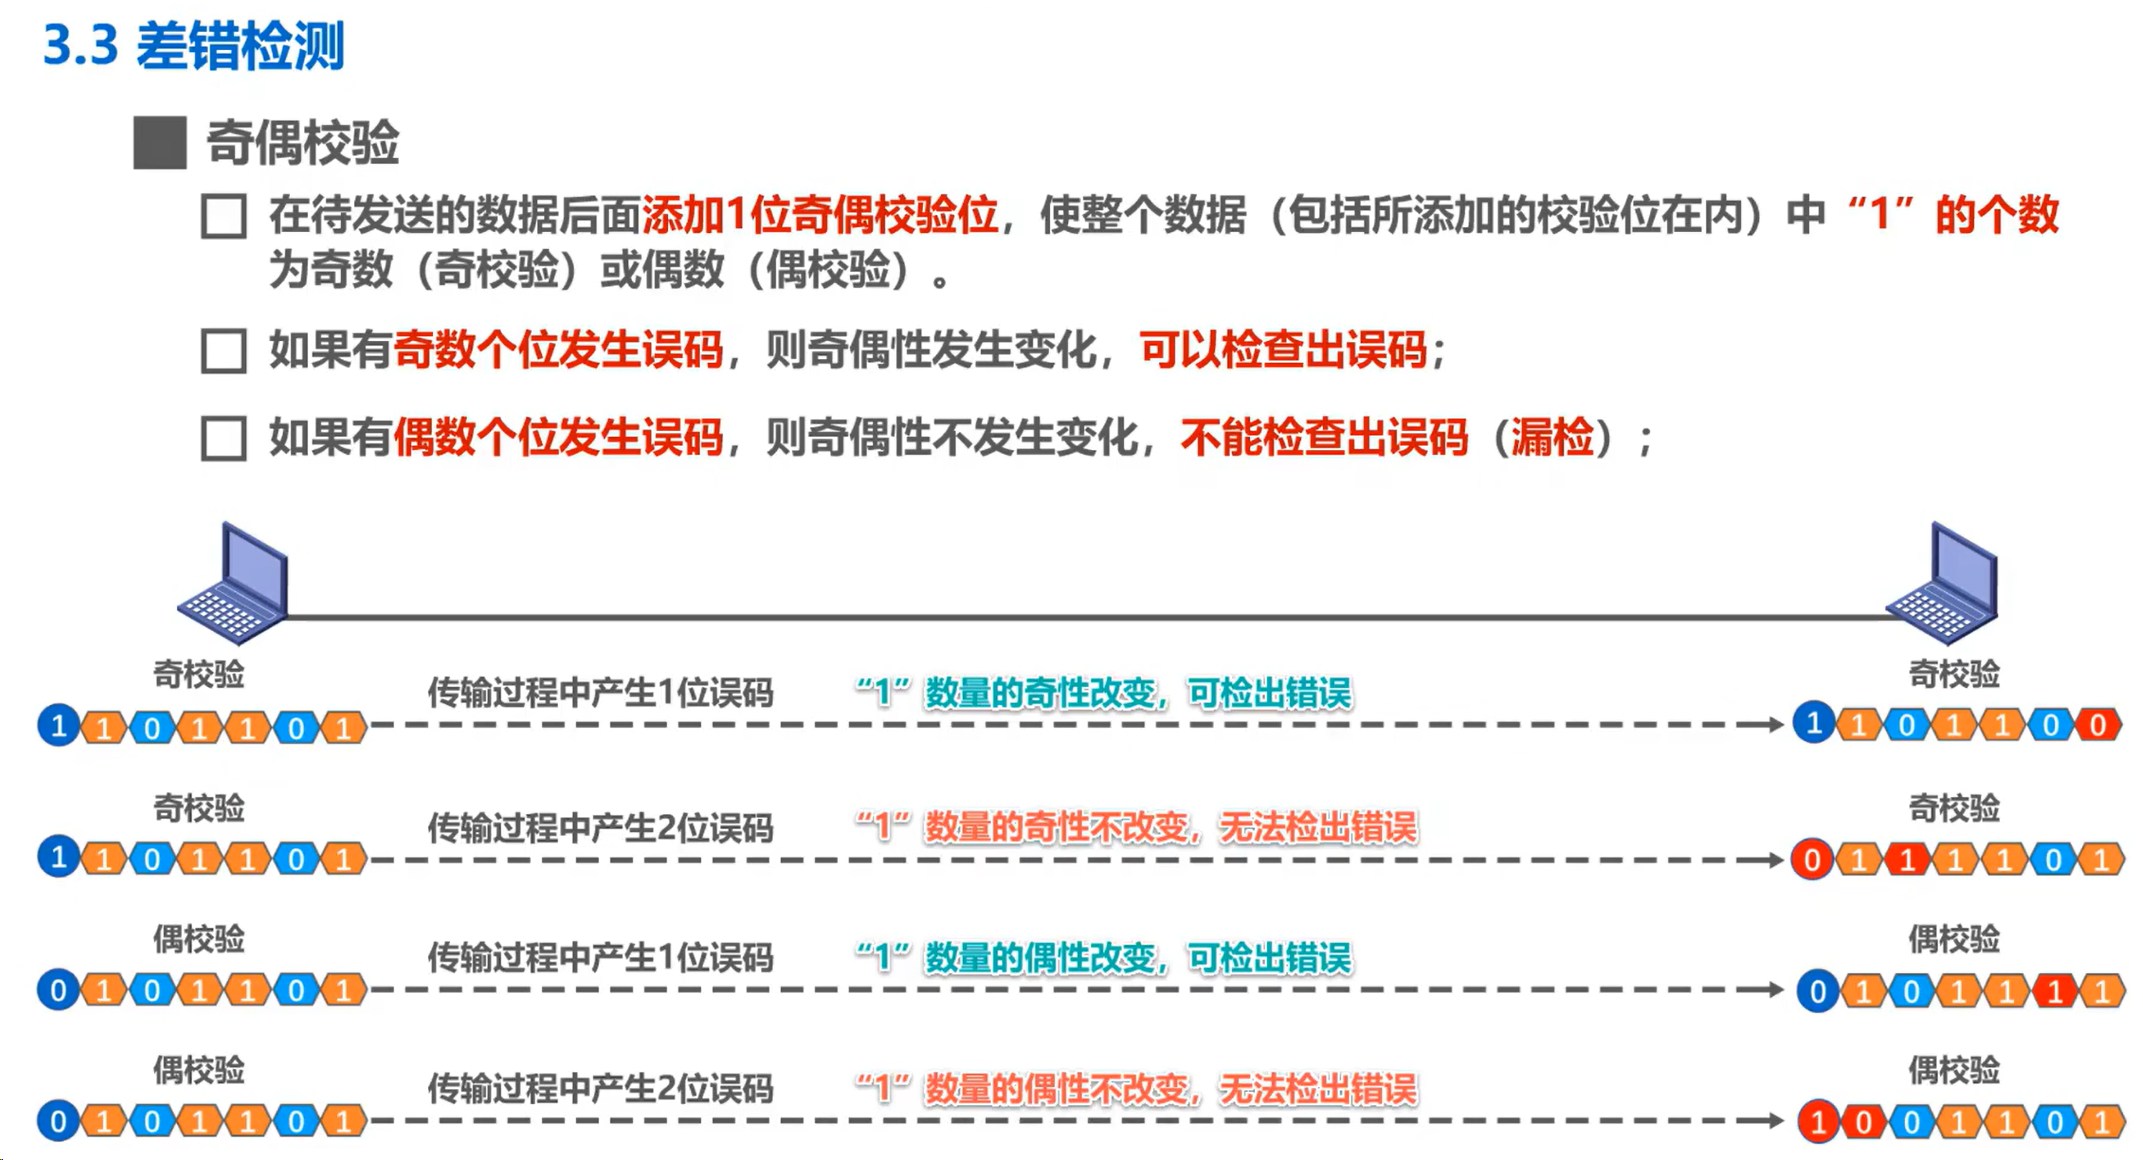 3.3 差错检测
奇偶校验
在待发送的数据后面添加1位奇偶校验位，使整个数据（包括所添加的校验位在内）中“1”的个数
为奇数（奇校验）或偶数（偶校验）。
如果有奇数个位发生误码，则奇偶性发生变化，可以检查出误码；
如果有偶数个位发生误码，则奇偶性不发生变化，不能检查出误码（漏检）；
奇校验 奇校验
1 1 0 1 1 0 1 传输过程中产生1位误码 “1”数量的奇性改变，可检出错误 1 1 0 1 1 0 0
奇校验 奇校验
1 1 0 1 1 0 1 传输过程中产生2位误码 “1”数量的奇性不改变，无法检出错误 0 1 1 1 1 0 1
偶校验 偶校验
0 1 0 1 1 0 1 传输过程中产生1位误码 “1”数量的偶性改变，可检出错误 0 1 0 1 1 1 1
偶校验 偶校验
0 1 0 1 1 0 1 传输过程中产生2位误码 “1”数量的偶性不改变，无法检出错误 1 0 0 1 1 0 1